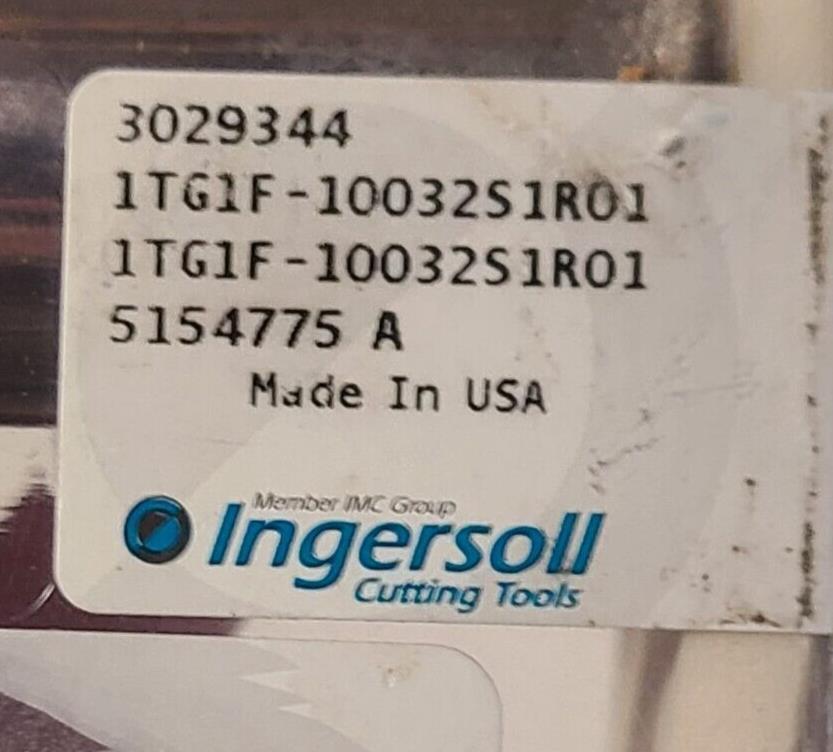 3029344
1TG1F-10032S1R01
1TG1F-10032S1R01
5154775 A
Made In USA
Member IMC Group
Ingersoll
Cutting Tools